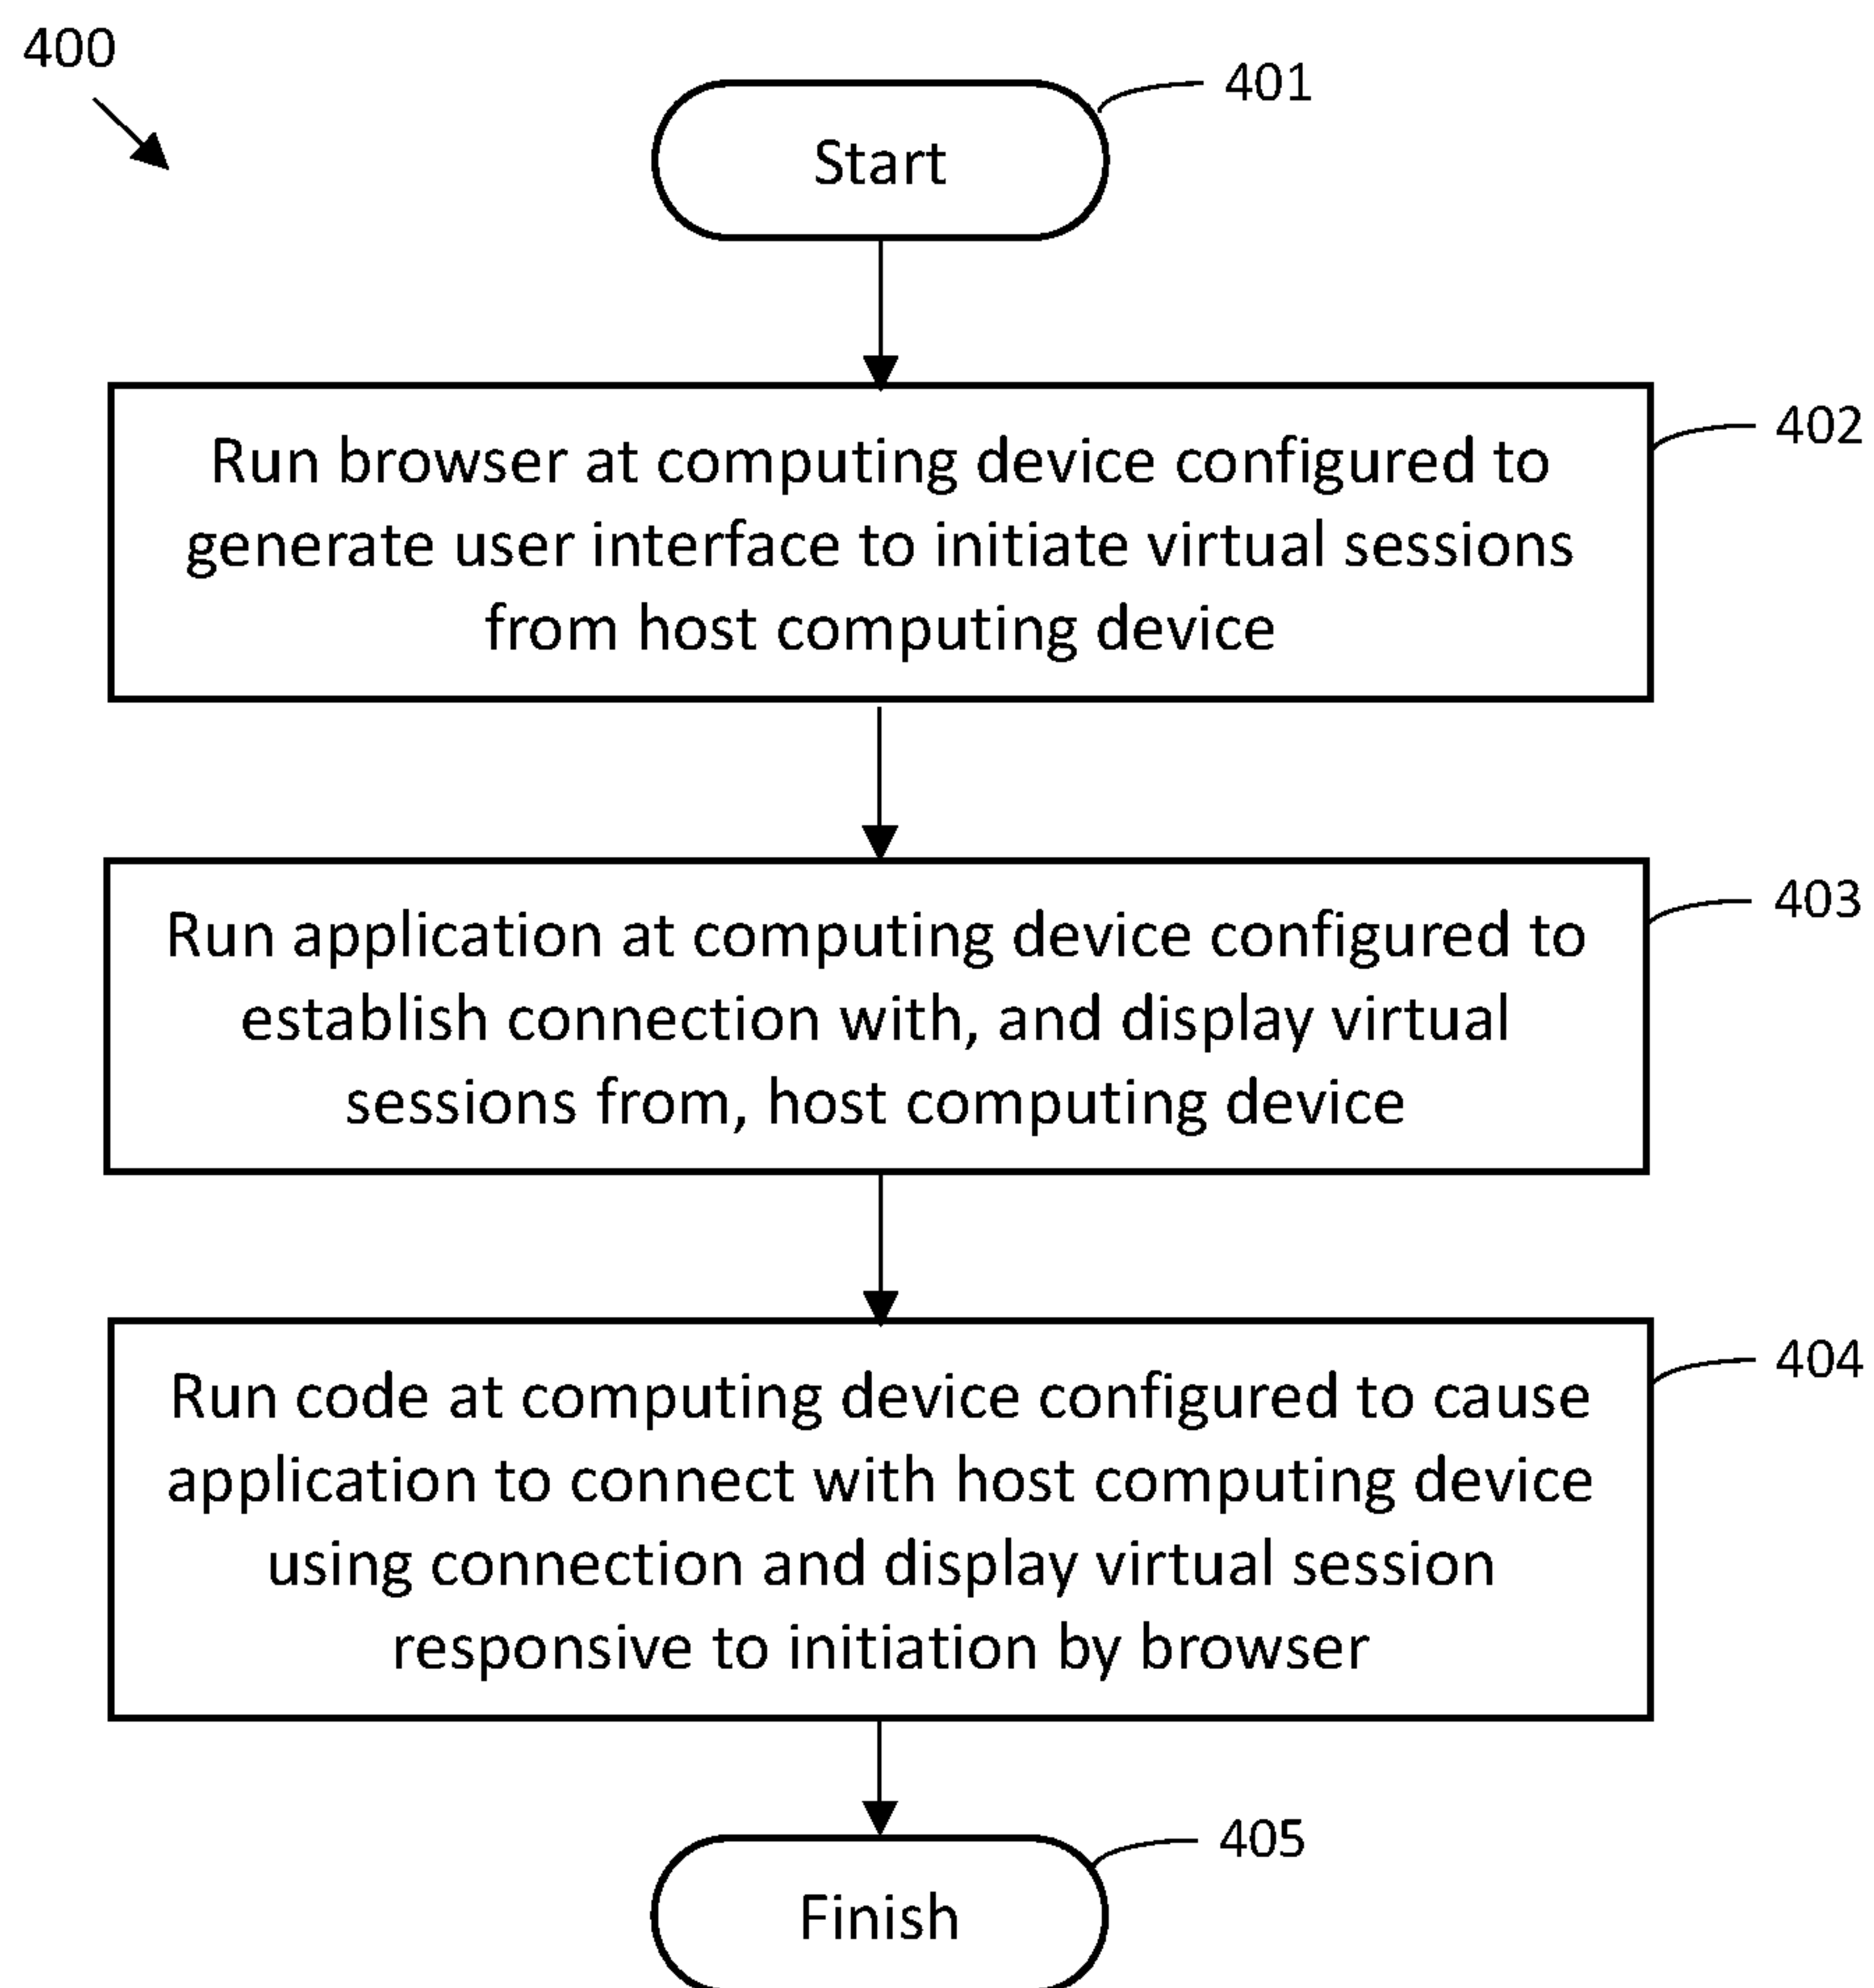 400
401
Start
402
Run browser at computing device configured to
generate user interface to initiate virtual sessions
from host computing device
403
Run application at computing device configured to
establish connection with, and display virtual
sessions from, host computing device
404
Run code at computing device configured to cause
application to connect with host computing device
using connection and display virtual session
responsive to initiation by browser
405
Finish